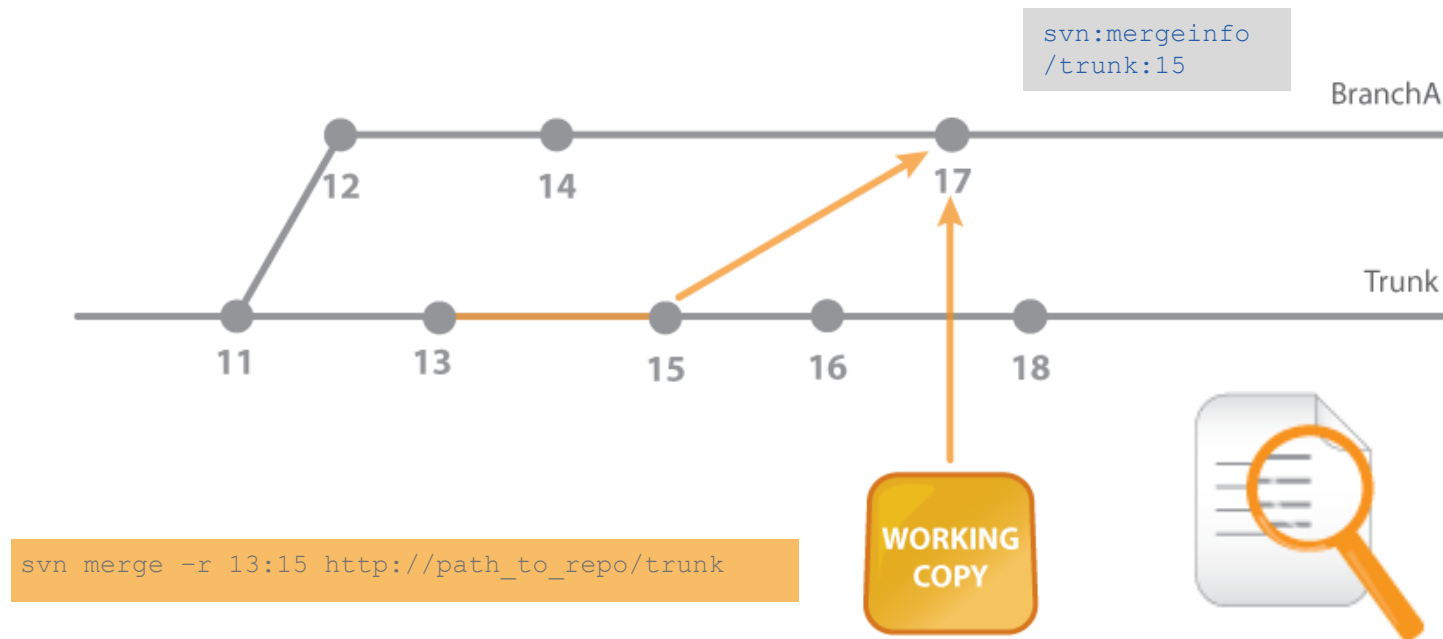 svn:mergeinfo
/trunk:15
BranchA
12
14
17
Trunk
11
13
15
16
18
WORKING
COPY
svn merge –r 13:15 http://path_to_repo/trunk